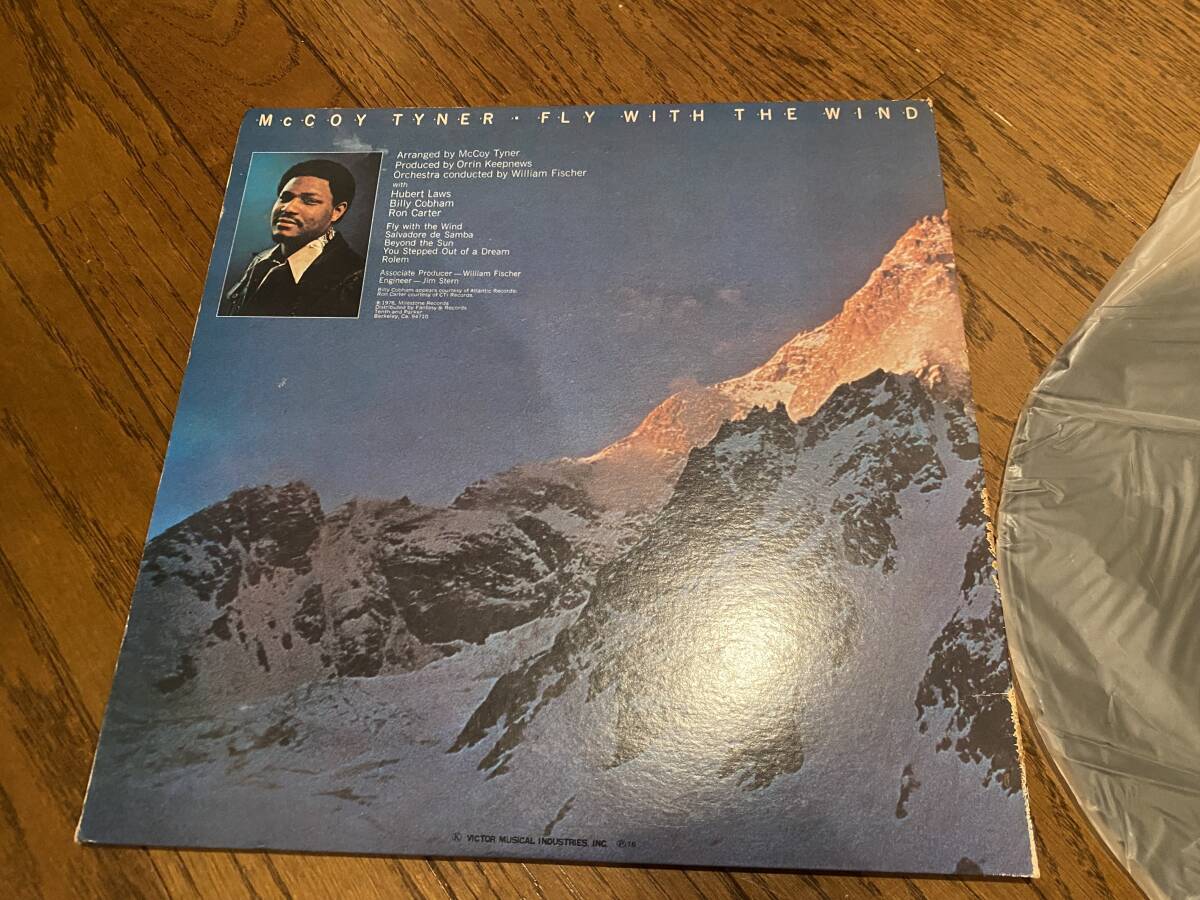 McCOY TYNER · FLY WITH THE WIND
Arranged by McCoy Tyner
Produced by Orrin Keepnews
Orchestra conducted by William Fischer
with
Hubert Laws
Billy Cobham
Ron Carter
Fly with the Wind
Salvadore de Samba
Beyond the Sun
You Stepped Out of a Dream
Rolem
Associate Producer—William Fischer
Engineer—Jim Stern
Billy Cobham appears courtesy of Atlantic Records;
Ron Carter courtesy of CTI Records.
℗ 1976, Milestone Records
Distributed by Fantasy Records
Tenth and Parker
Berkeley, Ca. 94710
Ⓚ VICTOR MUSICAL INDUSTRIES, INC. ℗'76